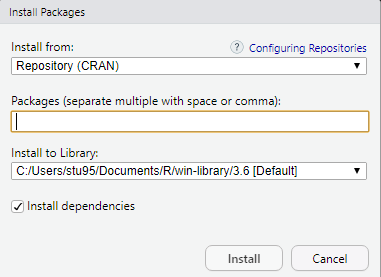 Install Packages
Install from:
? Configuring Repositories
Repository (CRAN)
Packages (separate multiple with space or comma):
Install to Library:
C:/Users/stu95/Documents/R/win-library/3.6 [Default]
Install dependencies
Install Cancel